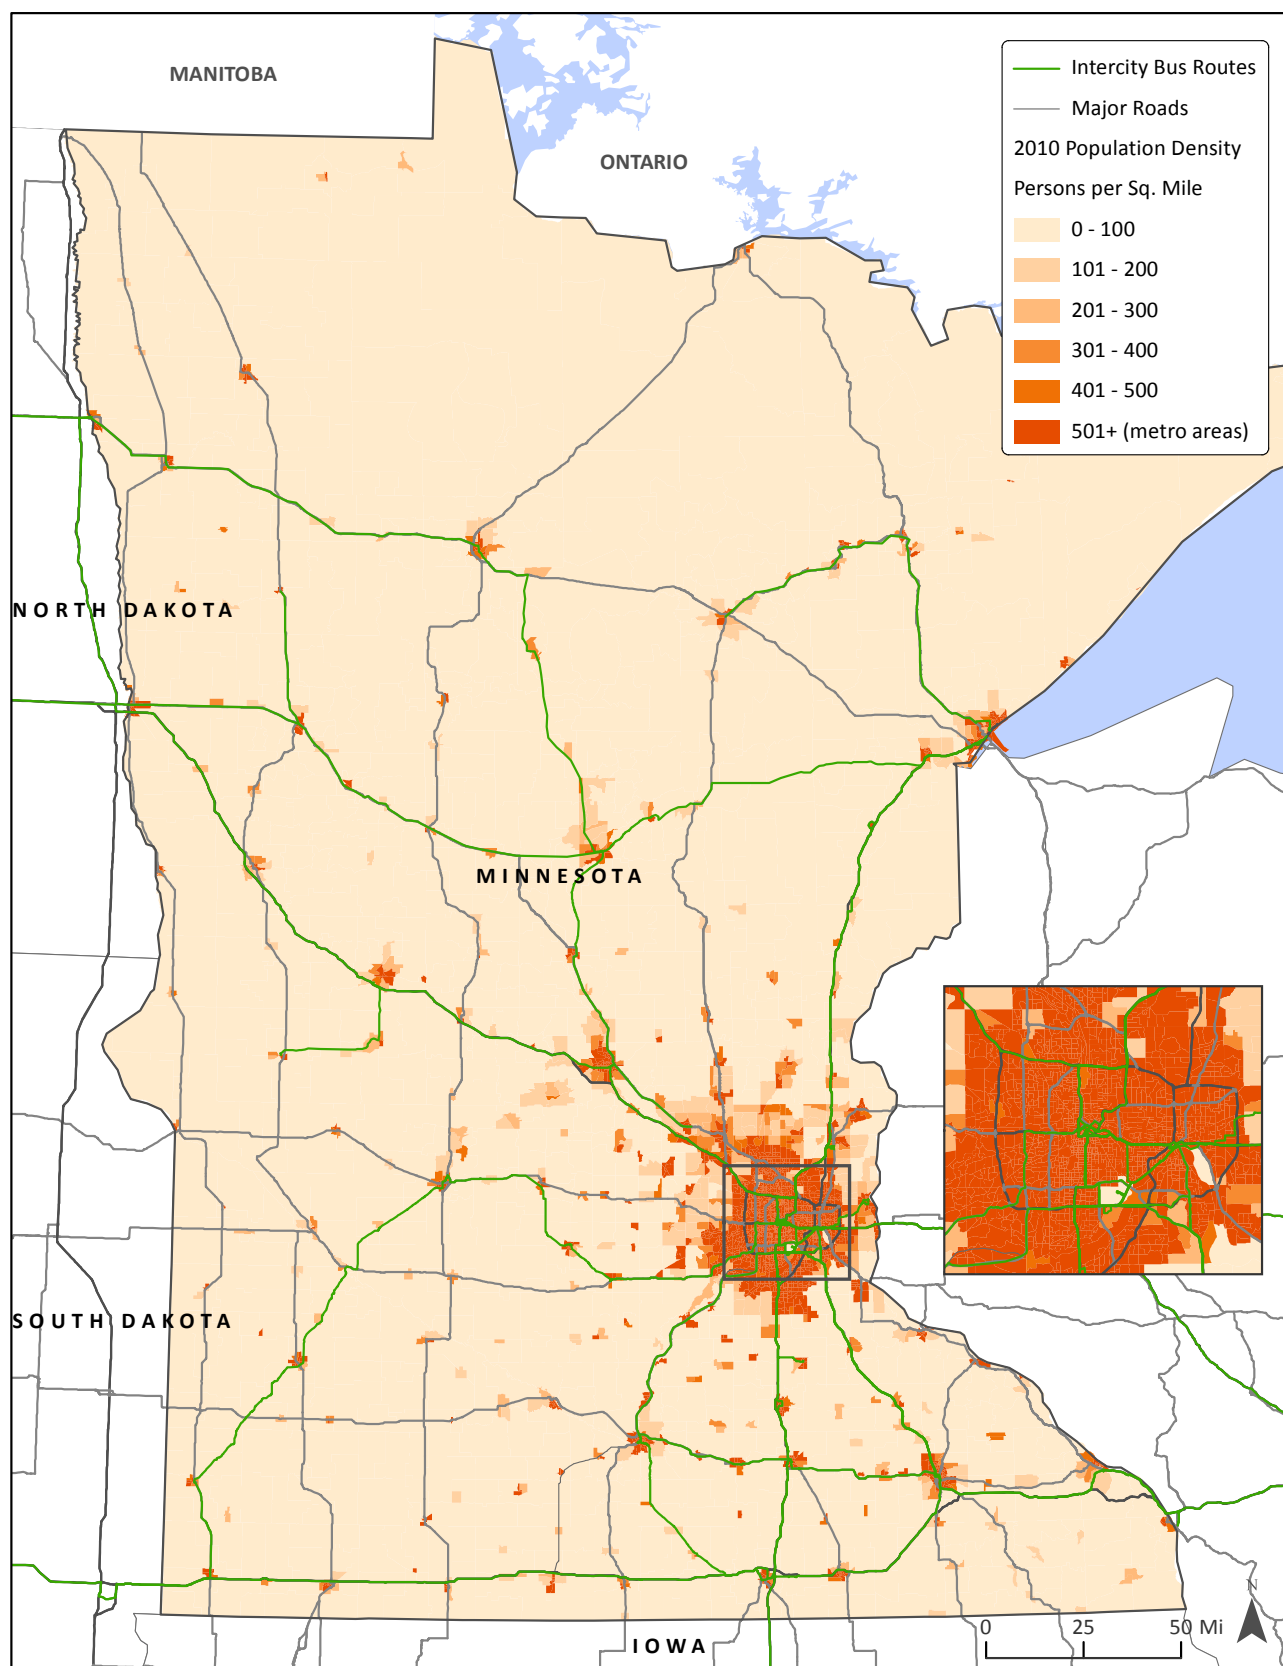 MANITOBA
ONTARIO
Intercity Bus Routes
Major Roads
2010 Population Density
Persons per Sq. Mile
0 - 100
101 - 200
201 - 300
301 - 400
401 - 500
501+ (metro areas)
NORTH DAKOTA
MINNESOTA
SOUTH DAKOTA
IOWA
0 25 50 Mi
N